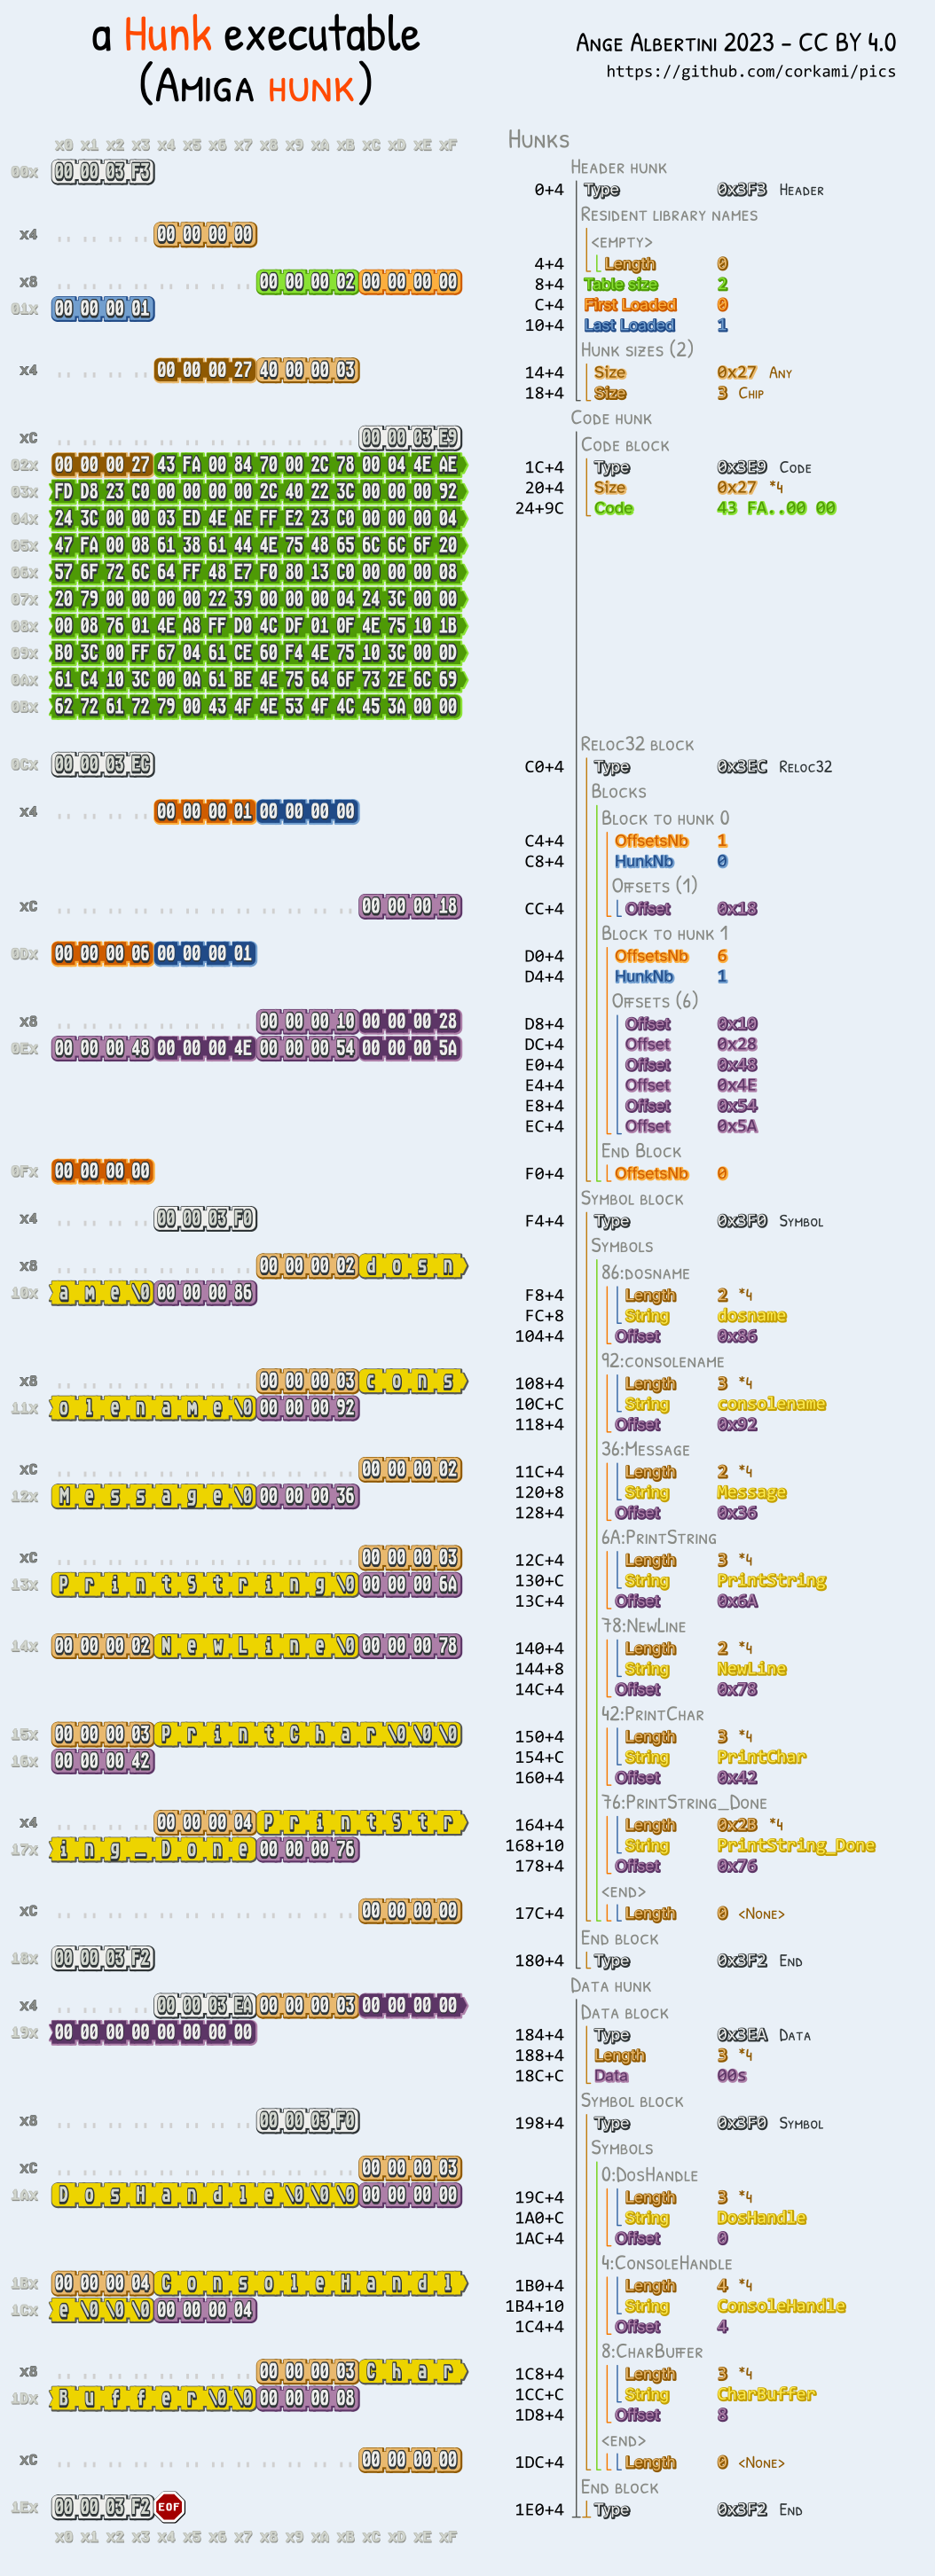 a Hunk executable
(Amiga hunk)
Ange Albertini 2023 - CC BY 4.0
https://github.com/corkami/pics
x0 x1 x2 x3 x4 x5 x6 x7 x8 x9 xA xB xC xD xE xF
00x 00 00 03 F3
x4 .. .. .. .. 00 00 00 00
x8 .. .. .. .. .. .. .. .. 00 00 00 02 00 00 00 00
01x 00 00 00 01
x4 .. .. .. .. 00 00 00 27 40 00 00 03
xC .. .. .. .. .. .. .. .. .. .. .. .. 00 00 03 E9
02x 00 00 00 27 43 FA 00 84 70 00 2C 78 00 04 4E AE
03x FD D8 23 C0 00 00 00 00 2C 40 22 3C 00 00 00 92
04x 24 3C 00 00 03 ED 4E AE FF E2 23 C0 00 00 00 04
05x 47 FA 00 08 61 38 61 44 4E 75 48 65 6C 6C 6F 20
06x 57 6F 72 6C 64 FF 48 E7 F0 80 13 C0 00 00 00 08
07x 20 79 00 00 00 00 22 39 00 00 00 04 24 3C 00 00
08x 00 08 76 01 4E A8 FF D0 4C DF 01 0F 4E 75 10 1B
09x B0 3C 00 FF 67 04 61 CE 60 F4 4E 75 10 3C 00 0D
0Ax 61 C4 10 3C 00 0A 61 BE 4E 75 64 6F 73 2E 6C 69
0Bx 62 72 61 72 79 00 43 4F 4E 53 4F 4C 45 3A 00 00
0Cx 00 00 03 EC
x4 .. .. .. .. 00 00 00 01 00 00 00 00
xC .. .. .. .. .. .. .. .. .. .. .. .. 00 00 00 18
0Dx 00 00 00 06 00 00 00 01
x8 .. .. .. .. .. .. .. .. 00 00 00 10 00 00 00 28
0Ex 00 00 00 48 00 00 00 4E 00 00 00 54 00 00 00 5A
0Fx 00 00 00 00
x4 .. .. .. .. 00 00 03 F0
x8 .. .. .. .. .. .. .. .. 00 00 00 02 d o s n
10x a m e \0 00 00 00 86
x8 .. .. .. .. .. .. .. .. 00 00 00 03 c o n s
11x o l e n a m e \0 00 00 00 92
xC .. .. .. .. .. .. .. .. .. .. .. .. 00 00 00 02
12x M e s s a g e \0 00 00 00 36
xC .. .. .. .. .. .. .. .. .. .. .. .. 00 00 00 03
13x P r i n t S t r i n g \0 00 00 00 6A
14x 00 00 00 02 N e w L i n e \0 00 00 00 78
15x 00 00 00 03 P r i n t C h a r \0 \0 \0
16x 00 00 00 42
x4 .. .. .. .. 00 00 00 04 P r i n t S t r
17x i n g _ D o n e 00 00 00 76
xC .. .. .. .. .. .. .. .. .. .. .. .. 00 00 00 00
18x 00 00 03 F2
x4 .. .. .. .. 00 00 03 EA 00 00 00 03 00 00 00 00
19x 00 00 00 00 00 00 00 00
x8 .. .. .. .. .. .. .. .. 00 00 03 F0
xC .. .. .. .. .. .. .. .. .. .. .. .. 00 00 00 03
1Ax D o s H a n d l e \0 \0 \0 00 00 00 00
1Bx 00 00 00 04 C o n s o l e H a n d l
1Cx e \0 \0 \0 00 00 00 04
x8 .. .. .. .. .. .. .. .. 00 00 00 03 C h a r
1Dx B u f f e r \0 \0 00 00 00 08
xC .. .. .. .. .. .. .. .. .. .. .. .. 00 00 00 00
1Ex 00 00 03 F2 EOF
x0 x1 x2 x3 x4 x5 x6 x7 x8 x9 xA xB xC xD xE xF
Hunks
Header hunk
0+4 Type 0x3F3 Header
Resident library names
<empty>
4+4 Length 0
8+4 Table size 2
C+4 First Loaded 0
10+4 Last Loaded 1
Hunk sizes (2)
14+4 Size 0x27 Any
18+4 Size 3 Chip
Code hunk
Code block
1C+4 Type 0x3E9 Code
20+4 Size 0x27 *4
24+9C Code 43 FA..00 00
Reloc32 block
C0+4 Type 0x3EC Reloc32
Blocks
Block to hunk 0
C4+4 OffsetsNb 1
C8+4 HunkNb 0
Offsets (1)
CC+4 Offset 0x18
Block to hunk 1
D0+4 OffsetsNb 6
D4+4 HunkNb 1
Offsets (6)
D8+4 Offset 0x10
DC+4 Offset 0x28
E0+4 Offset 0x48
E4+4 Offset 0x4E
E8+4 Offset 0x54
EC+4 Offset 0x5A
End Block
F0+4 OffsetsNb 0
Symbol block
F4+4 Type 0x3F0 Symbol
Symbols
86:dosname
F8+4 Length 2 *4
FC+8 String dosname
104+4 Offset 0x86
92:consolename
108+4 Length 3 *4
10C+C String consolename
118+4 Offset 0x92
36:Message
11C+4 Length 2 *4
120+8 String Message
128+4 Offset 0x36
6A:PrintString
12C+4 Length 3 *4
130+C String PrintString
13C+4 Offset 0x6A
78:NewLine
140+4 Length 2 *4
144+8 String NewLine
14C+4 Offset 0x78
42:PrintChar
150+4 Length 3 *4
154+C String PrintChar
160+4 Offset 0x42
76:PrintString_Done
164+4 Length 0x2B *4
168+10 String PrintString_Done
178+4 Offset 0x76
<end>
17C+4 Length 0 <None>
End block
180+4 Type 0x3F2 End
Data hunk
Data block
184+4 Type 0x3EA Data
188+4 Length 3 *4
18C+C Data 00s
Symbol block
198+4 Type 0x3F0 Symbol
Symbols
0:DosHandle
19C+4 Length 3 *4
1A0+C String DosHandle
1AC+4 Offset 0
4:ConsoleHandle
1B0+4 Length 4 *4
1B4+10 String ConsoleHandle
1C4+4 Offset 4
8:CharBuffer
1C8+4 Length 3 *4
1CC+C String CharBuffer
1D8+4 Offset 8
<end>
1DC+4 Length 0 <None>
End block
1E0+4 Type 0x3F2 End